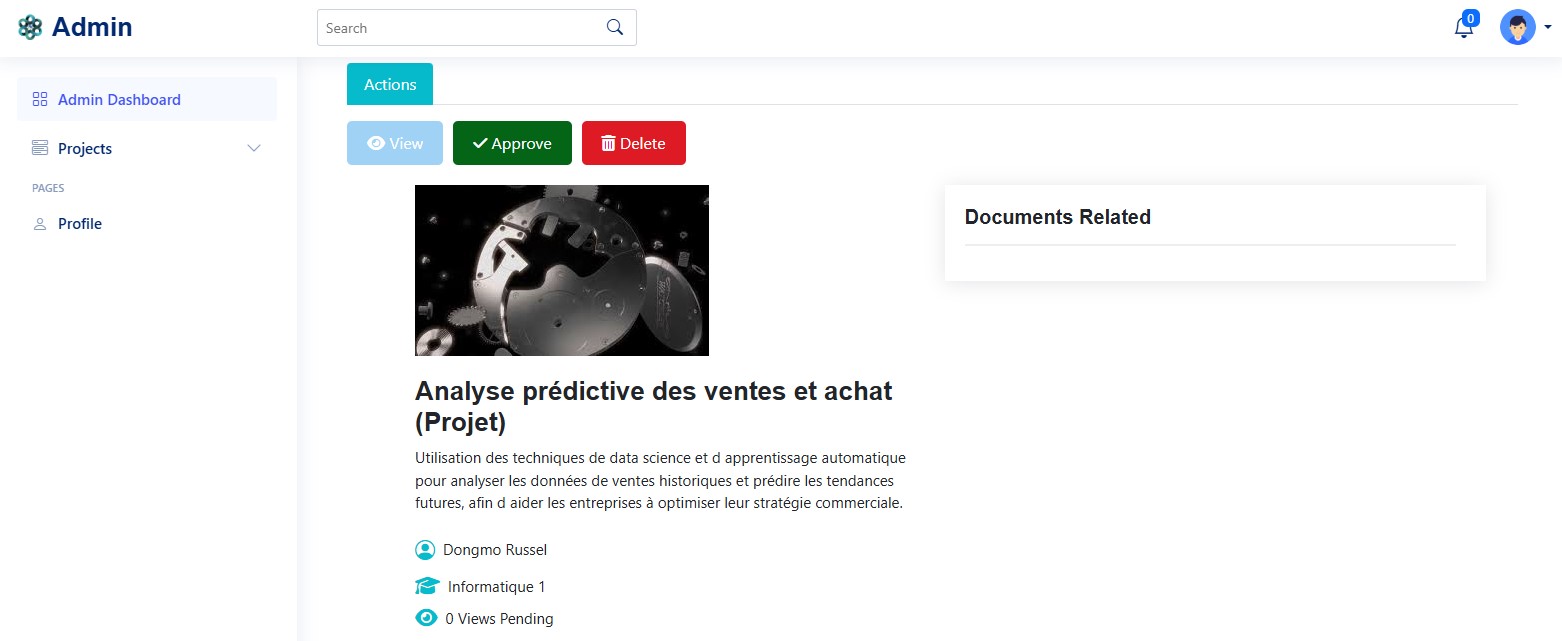 Admin
Search
0
Admin Dashboard
Projects
PAGES
Profile
Actions
View
Approve
Delete
Analyse prédictive des ventes et achat
(Projet)
Utilisation des techniques de data science et d apprentissage automatique
pour analyser les données de ventes historiques et prédire les tendances
futures, afin d aider les entreprises à optimiser leur stratégie commerciale.
Dongmo Russel
Informatique 1
0 Views Pending
Documents Related